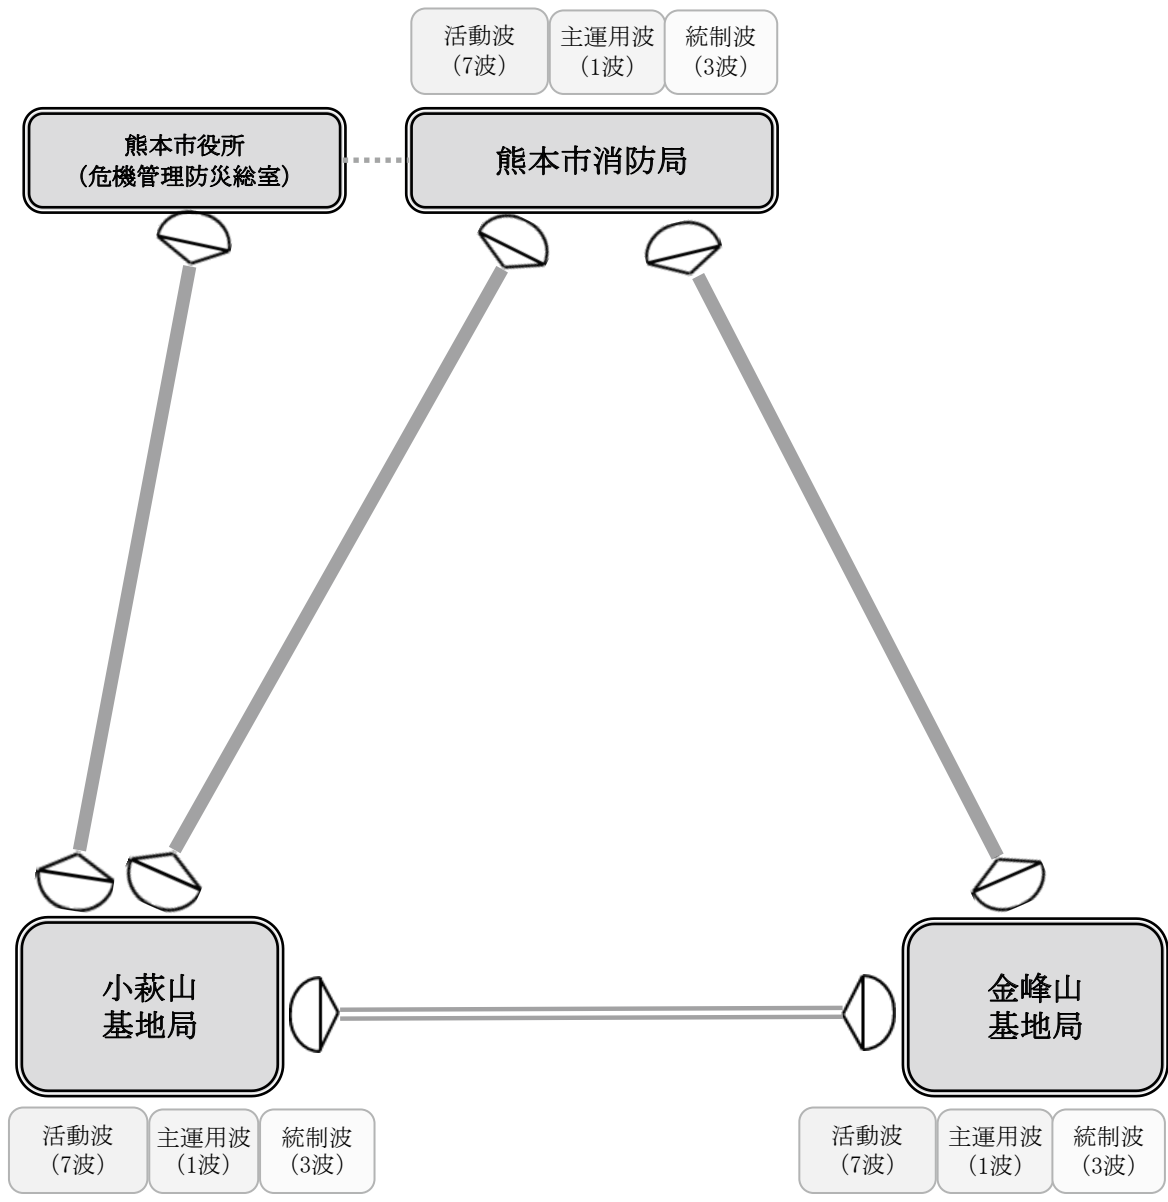 活動波
（7波）
主運用波
（1波）
統制波
（3波）
熊本市役所
（危機管理防災総室）
熊本市消防局
小萩山
基地局
金峰山
基地局
活動波
（7波）
主運用波
（1波）
統制波
（3波）
活動波
（7波）
主運用波
（1波）
統制波
（3波）